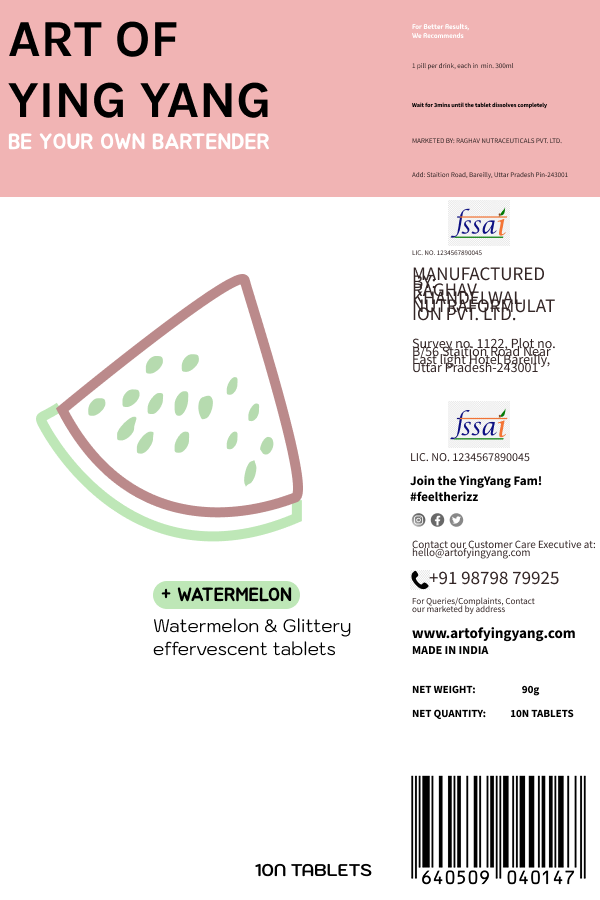 ART OF
YING YANG
BE YOUR OWN BARTENDER
+ WATERMELON
Watermelon & Glittery
effervescent tablets
10N TABLETS
For Better Results,
We Recommends
1 pill per drink, each in min. 300ml
Wait for 3mins until the tablet dissolves completely
MARKETED BY: RAGHAV NUTRACEUTICALS PVT. LTD.
Add: Staition Road, Bareilly, Uttar Pradesh Pin-243001
fssai
LIC. NO. 1234567890045
MANUFACTURED
BY:
RAGHAV
KHANDELWAL
NUTRAFORMULAT
ION PVT. LTD.
Survey no. 1122, Plot no.
B/56 Staition Road Near
East light Hotel Bareilly,
Uttar Pradesh-243001
fssai
LIC. NO. 1234567890045
Join the YingYang Fam!
#feeltherizz
Contact our Customer Care Executive at:
hello@artofyingyang.com
+91 98798 79925
For Queries/Complaints, Contact
our marketed by address
www.artofyingyang.com
MADE IN INDIA
NET WEIGHT: 90g
NET QUANTITY: 10N TABLETS
640509 040147